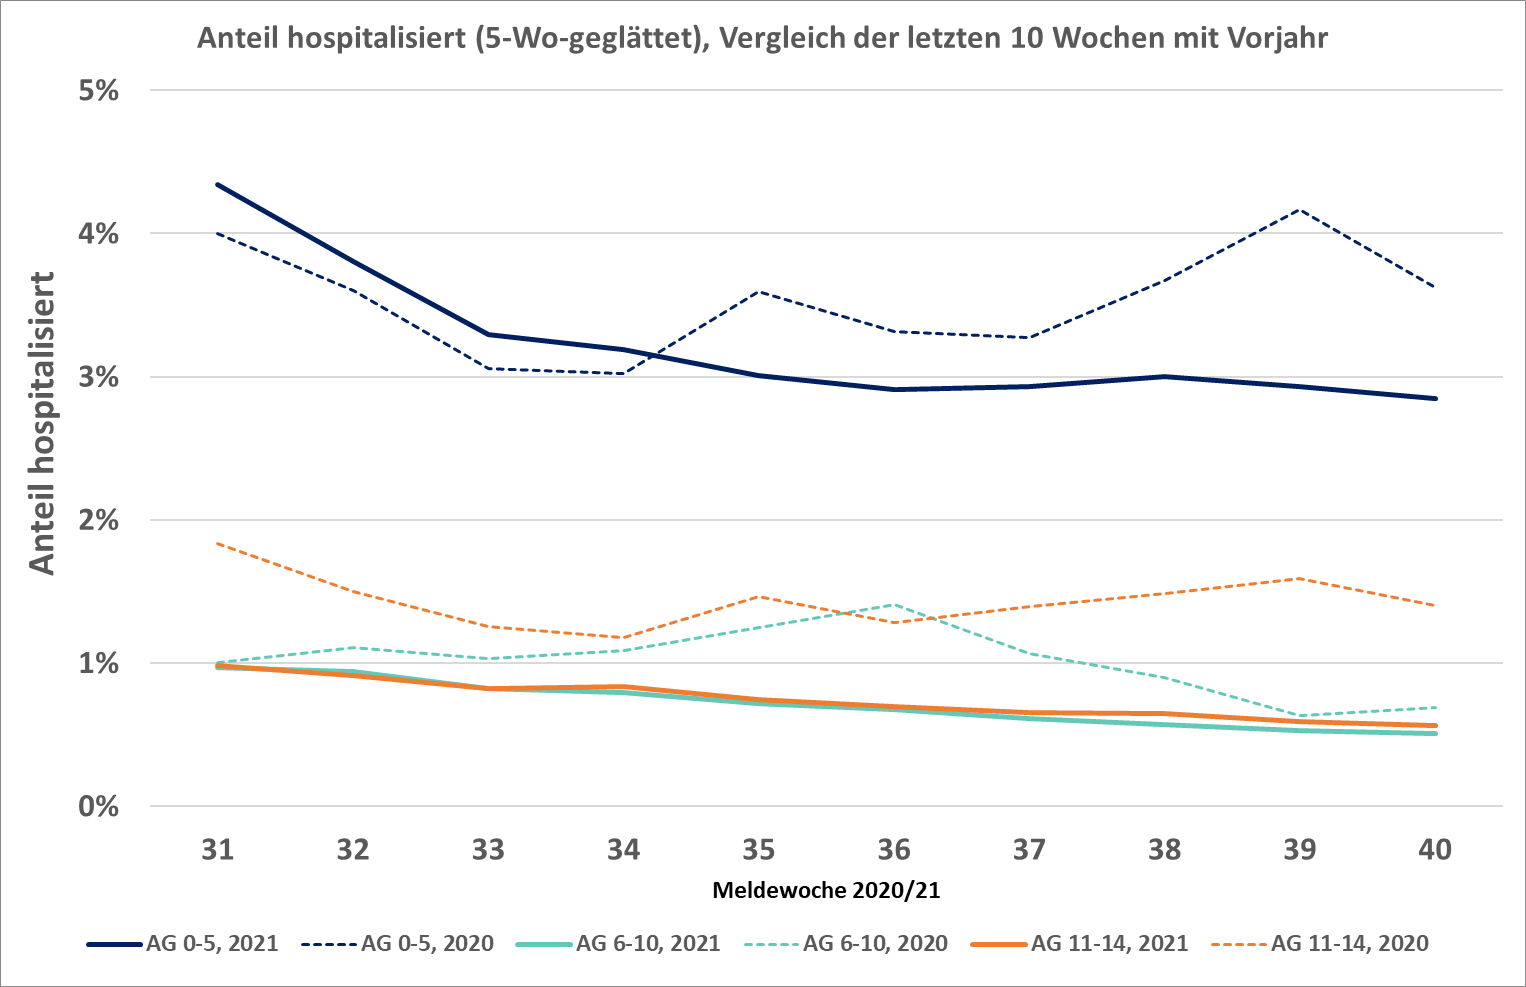 Anteil hospitalisiert (5-Wo-geglättet), Vergleich der letzten 10 Wochen mit Vorjahr
Anteil hospitalisiert
5%
4%
3%
2%
1%
0%
31 32 33 34 35 36 37 38 39 40
Meldewoche 2020/21
AG 0-5, 2021 AG 0-5, 2020 AG 6-10, 2021 AG 6-10, 2020 AG 11-14, 2021 AG 11-14, 2020